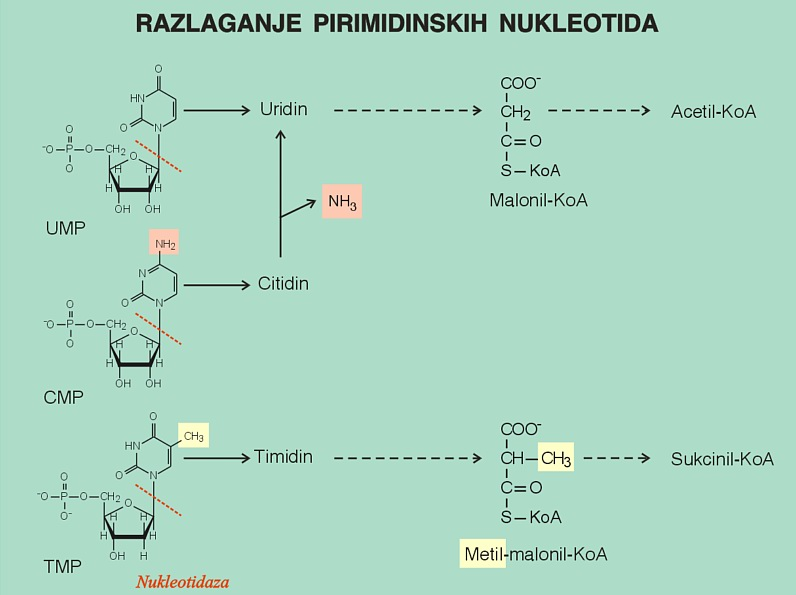 RAZLAGANJE PIRIMIDINSKIH NUKLEOTIDA
O
HN
O
N
O
⁻O–P–O–CH₂
O
O
H H
H H
OH OH
UMP
Uridin
COO⁻
CH₂
C=O
S–KoA
Malonil-KoA
Acetil-KoA
NH₃
NH₂
N
O
N
O
⁻O–P–O–CH₂
O
O
H H
H H
OH OH
CMP
Citidin
O
CH₃
HN
O
N
O
⁻O–P–O–CH₂
O
O⁻
H H
H H
OH H
TMP
Timidin
COO⁻
CH–CH₃
C=O
S–KoA
Metil-malonil-KoA
Sukcinil-KoA
Nukleotidaza